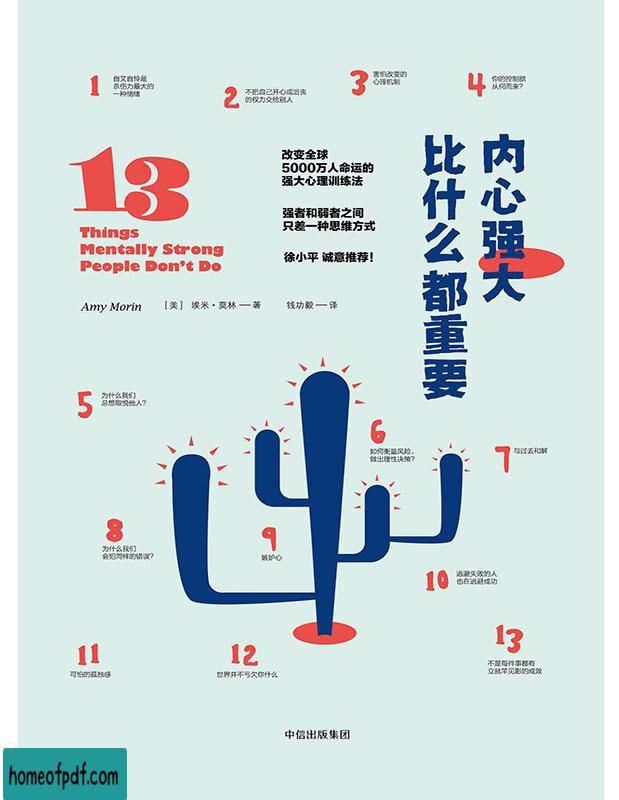 1 自艾自怜是
杀伤力最大的
一种情绪
2 不把自己开心或沮丧
的权力交给别人
3 害怕改变的
心理机制
4 你的控制欲
从何而来？
13
Things
Mentally Strong
People Don't Do
改变全球
5000万人命运的
强大心理训练法
强者和弱者之间
只差一种思维方式
徐小平 诚意推荐！
内心强大
比什么都重要
Amy Morin [美] 埃米·莫林—著 钱功毅—译
5 为什么我们
总想取悦他人？
6
如何衡量风险，
做出理性决策？
7 与过去和解
8
为什么我们
会犯同样的错误？
9
嫉妒心
10 逃避失败的人
也在逃避成功
11
可怕的孤独感
12
世界并不亏欠你什么
13
不是每件事都有
立就竿见影的成效
中信出版集团
homeofpdf.com